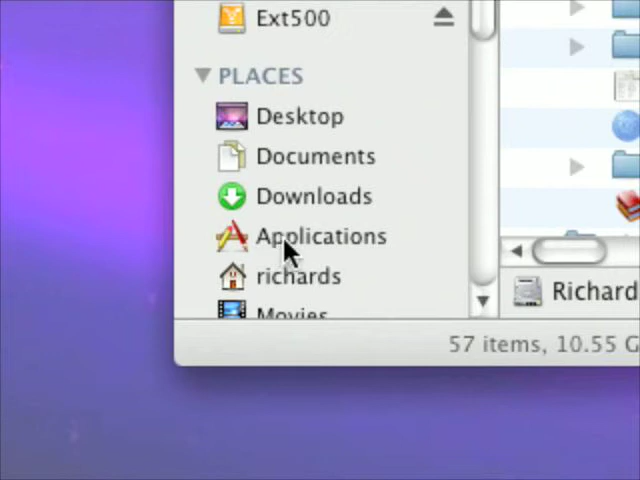 Ext500
PLACES
Desktop
Documents
Downloads
Applications
richards
Movies
Richard
57 items, 10.55 G